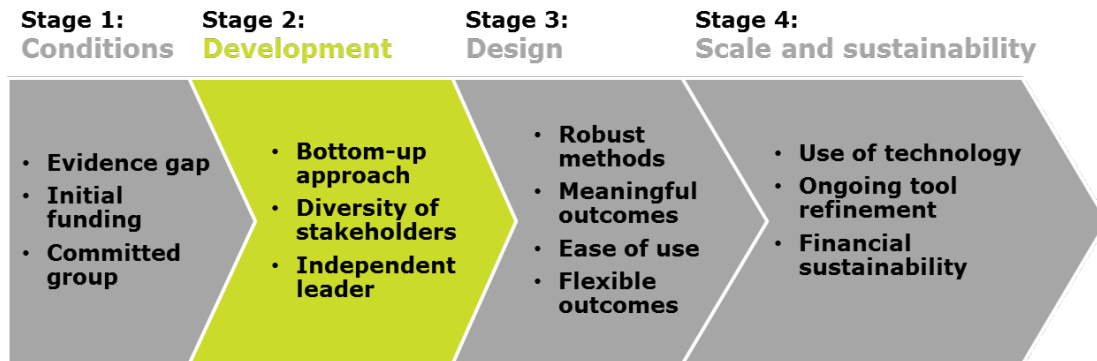 Stage 1:
Conditions
Stage 2:
Development
Stage 3:
Design
Stage 4:
Scale and sustainability
• Evidence gap
• Initial
funding
• Committed
group
• Bottom-up
approach
• Diversity of
stakeholders
• Independent
leader
• Robust
methods
• Meaningful
outcomes
• Ease of use
• Flexible
outcomes
• Use of technology
• Ongoing tool
refinement
• Financial
sustainability